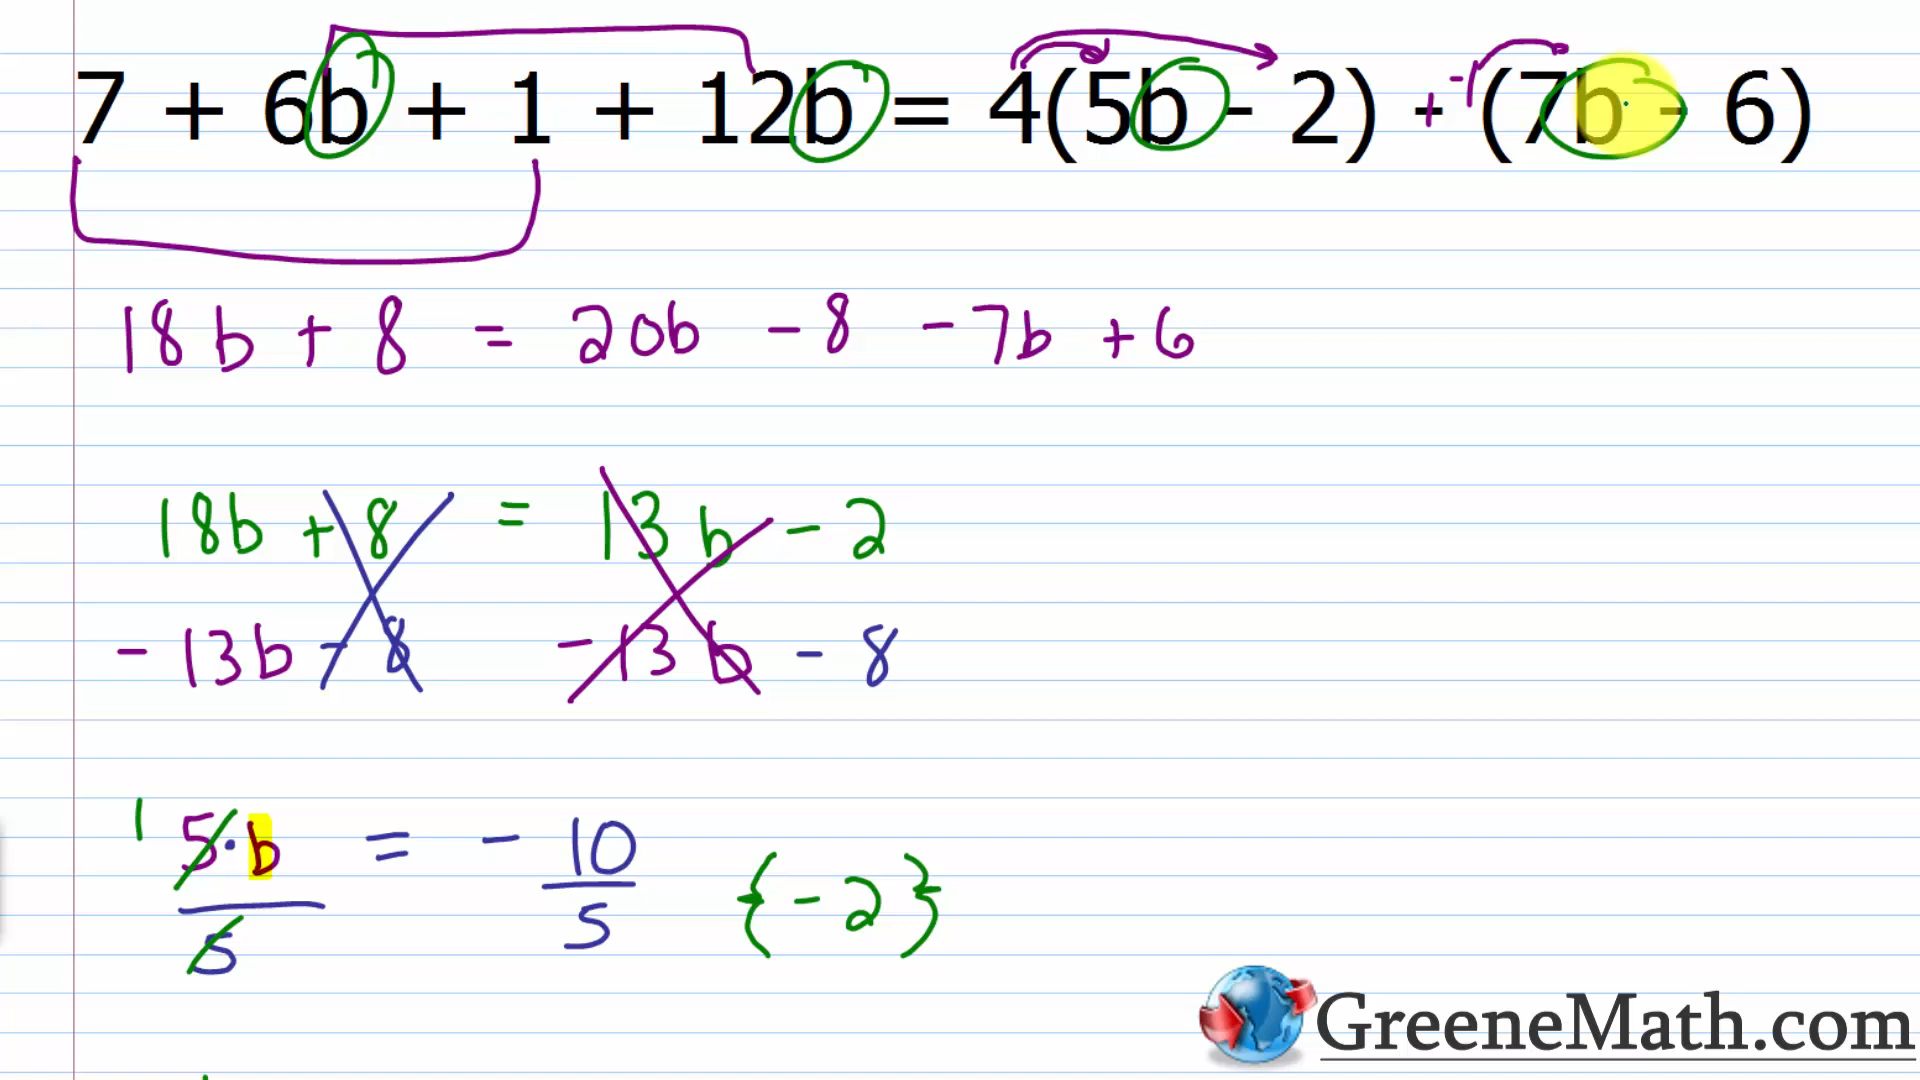 7 + 6b + 1 + 12b = 4(5b - 2) + -1(7b - 6)
18b + 8 = 20b - 8 - 7b + 6
18b + 8 = 13b - 2
- 13b - 8 - 13b - 8
1 5·b = - 10
5 5 {-2}
GreeneMath.com